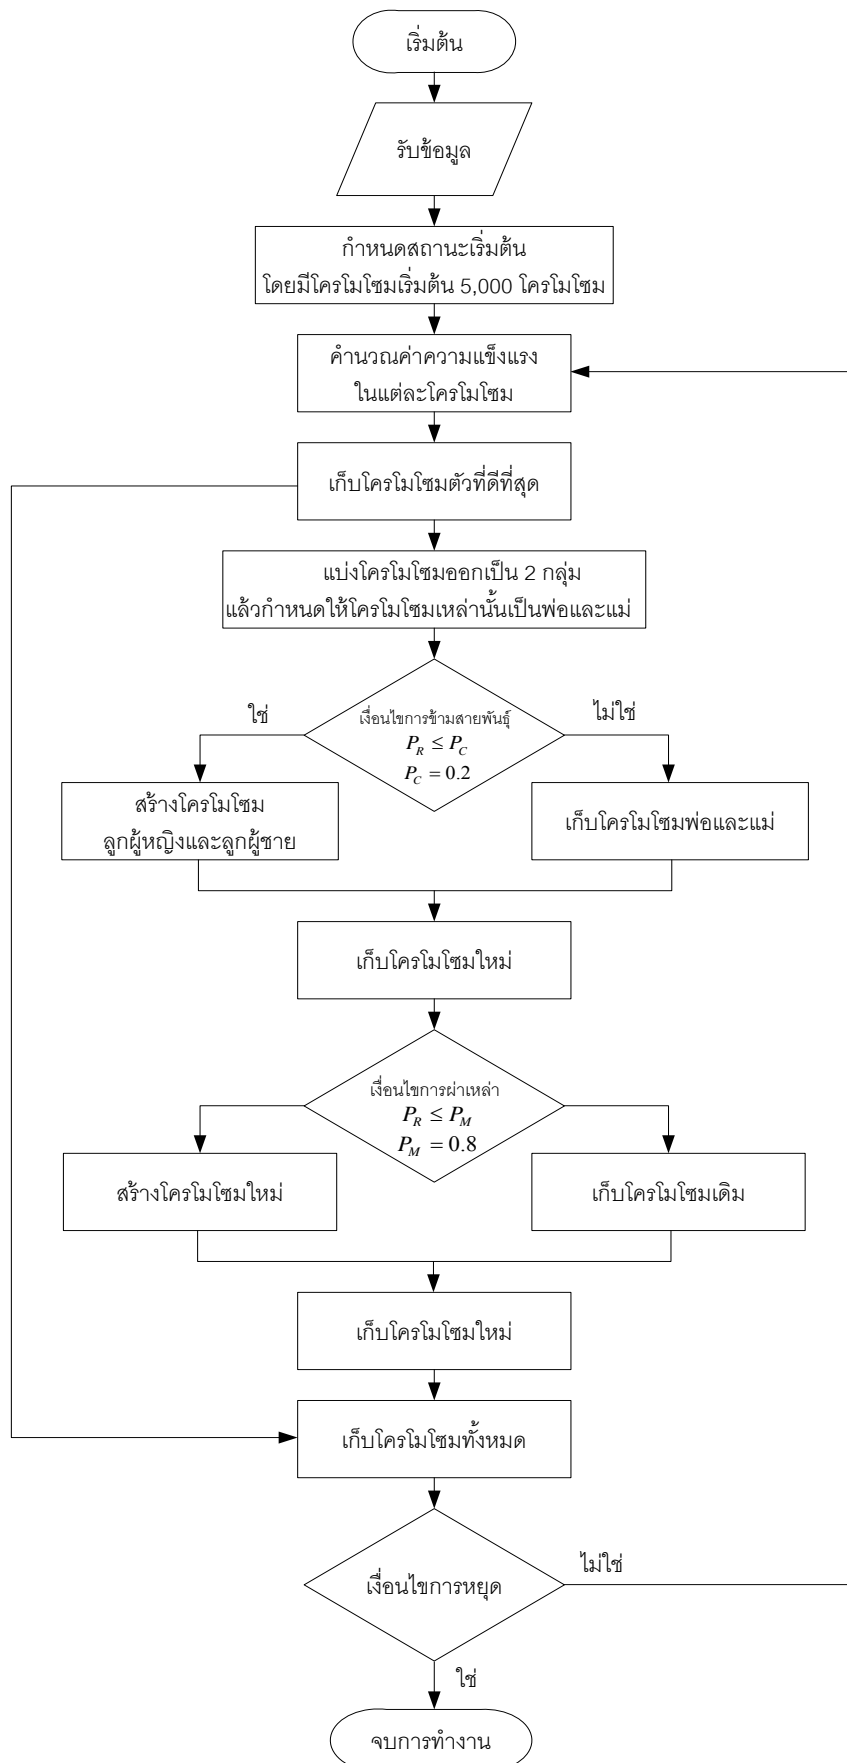 เริ่มต้น
รับข้อมูล
กำหนดสถานะเริ่มต้น
โดยมีโครโมโซมเริ่มต้น 5,000 โครโมโซม
คำนวณค่าความแข็งแรง
ในแต่ละโครโมโซม
เก็บโครโมโซมตัวที่ดีที่สุด
แบ่งโครโมโซมออกเป็น 2 กลุ่ม
แล้วกำหนดให้โครโมโซมเหล่านั้นเป็นพ่อและแม่
ใช่
ไม่ใช่
เงื่อนไขการข้ามสายพันธุ์
P_R ≤ P_C
P_C = 0.2
สร้างโครโมโซม
ลูกผู้หญิงและลูกผู้ชาย
เก็บโครโมโซมพ่อและแม่
เก็บโครโมโซมใหม่
เงื่อนไขการผ่าเหล่า
P_R ≤ P_M
P_M = 0.8
สร้างโครโมโซมใหม่
เก็บโครโมโซมเดิม
เก็บโครโมโซมใหม่
เก็บโครโมโซมทั้งหมด
เงื่อนไขการหยุด
ไม่ใช่
ใช่
จบการทำงาน